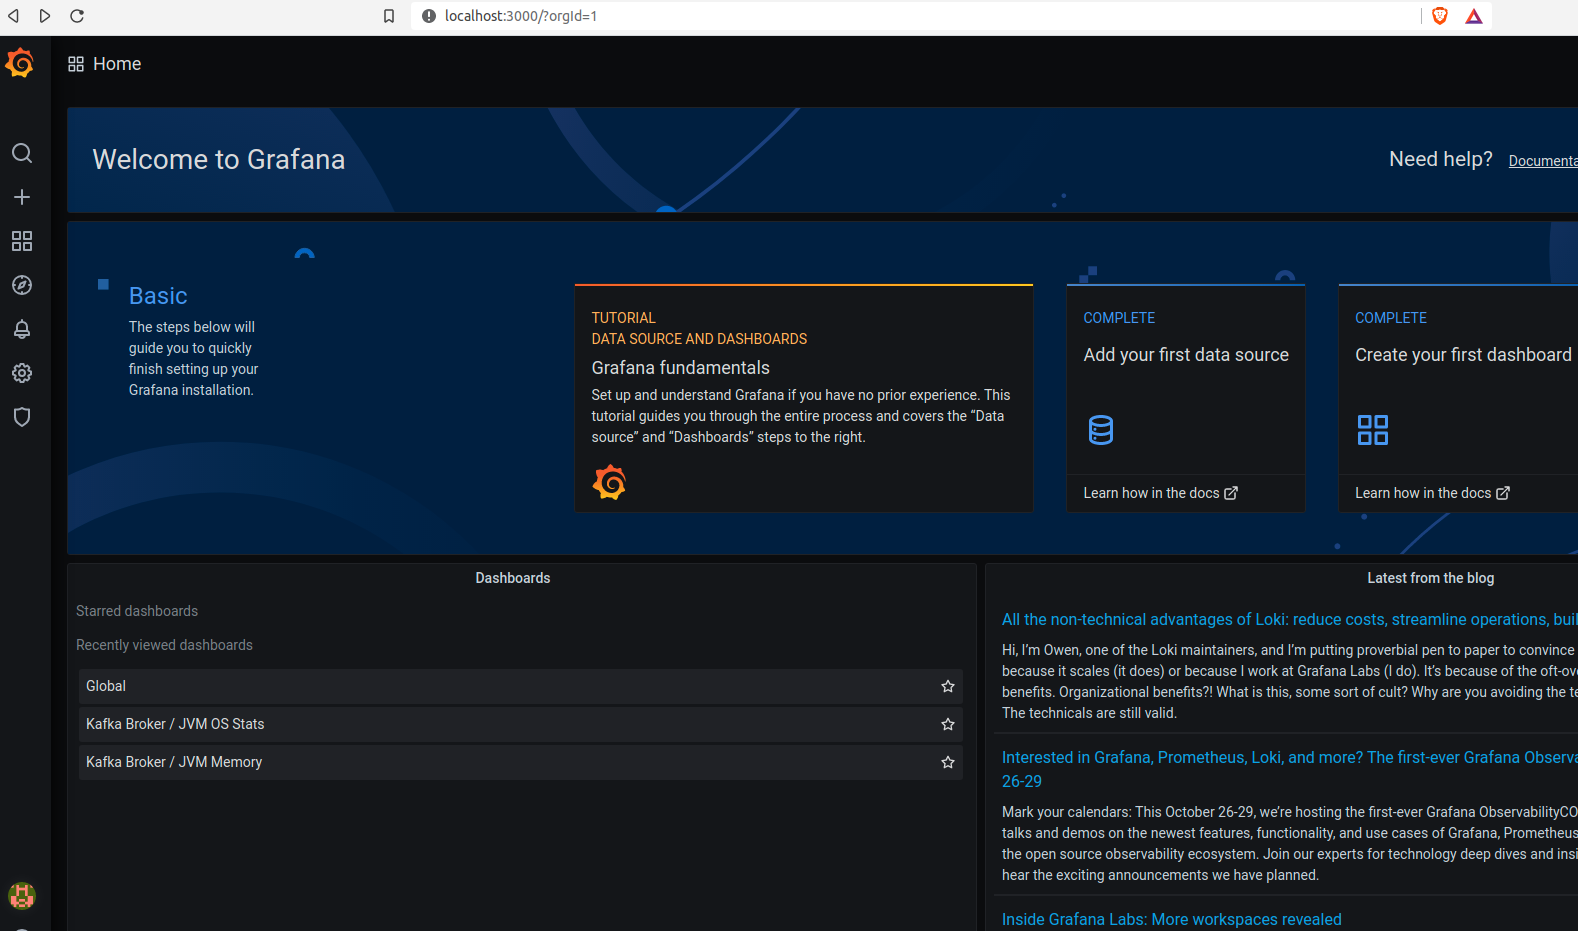 localhost:3000/?orgId=1
Home
Welcome to Grafana
Need help?
Basic
The steps below will
guide you to quickly
finish setting up your
Grafana installation.
TUTORIAL
DATA SOURCE AND DASHBOARDS
Grafana fundamentals
Set up and understand Grafana if you have no prior experience. This
tutorial guides you through the entire process and covers the “Data
source” and “Dashboards” steps to the right.
COMPLETE
Add your first data source
Learn how in the docs
COMPLETE
Create your first dashboard
Learn how in the docs
Dashboards
Starred dashboards
Recently viewed dashboards
Global
Kafka Broker / JVM OS Stats
Kafka Broker / JVM Memory
Latest from the blog
All the non-technical advantages of Loki: reduce costs, streamline operations,
Hi, I’m Owen, one of the Loki maintainers, and I’m putting proverbial pen to paper to convince
because it scales (it does) or because I work at Grafana Labs (I do). It’s because of the
benefits. Organizational benefits?! What is this, some sort of cult? Why are you avoiding the
The technicals are still valid.
Interested in Grafana, Prometheus, Loki, and more? The first-ever Grafana
26-29
Mark your calendars: This October 26-29, we’re hosting the first-ever Grafana
talks and demos on the newest features, functionality, and use cases of Grafana, Prometheus
the open source observability ecosystem. Join our experts for technology deep dives and
hear the exciting announcements we have planned.
Inside Grafana Labs: More workspaces revealed